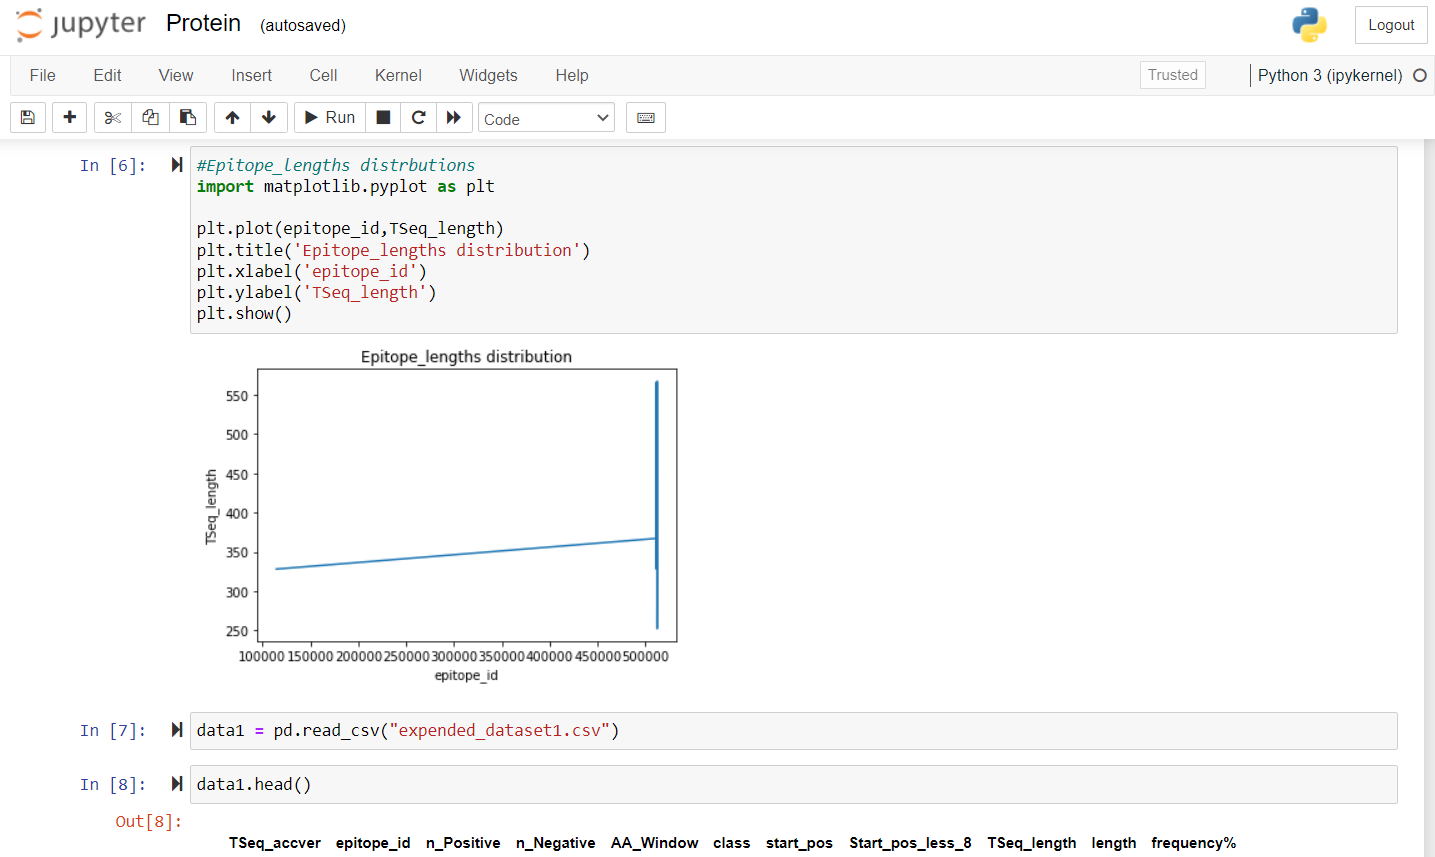 jupyter Protein (autosaved)
Logout
File Edit View Insert Cell Kernel Widgets Help
Trusted
Python 3 (ipykernel)
Run
Code
In [6]:
#Epitope_lengths distrbutions
import matplotlib.pyplot as plt
plt.plot(epitope_id,TSeq_length)
plt.title('Epitope_lengths distribution')
plt.xlabel('epitope_id')
plt.ylabel('TSeq_length')
plt.show()
Epitope_lengths distribution
550
500
450
400
350
300
250
TSeq_length
100000 150000 200000 250000 300000 350000 400000 450000 500000
epitope_id
In [7]: data1 = pd.read_csv("expended_dataset1.csv")
In [8]: data1.head()
Out[8]:
TSeq_accver epitope_id n_Positive n_Negative AA_Window class start_pos Start_pos_less_8 TSeq_length length frequency%